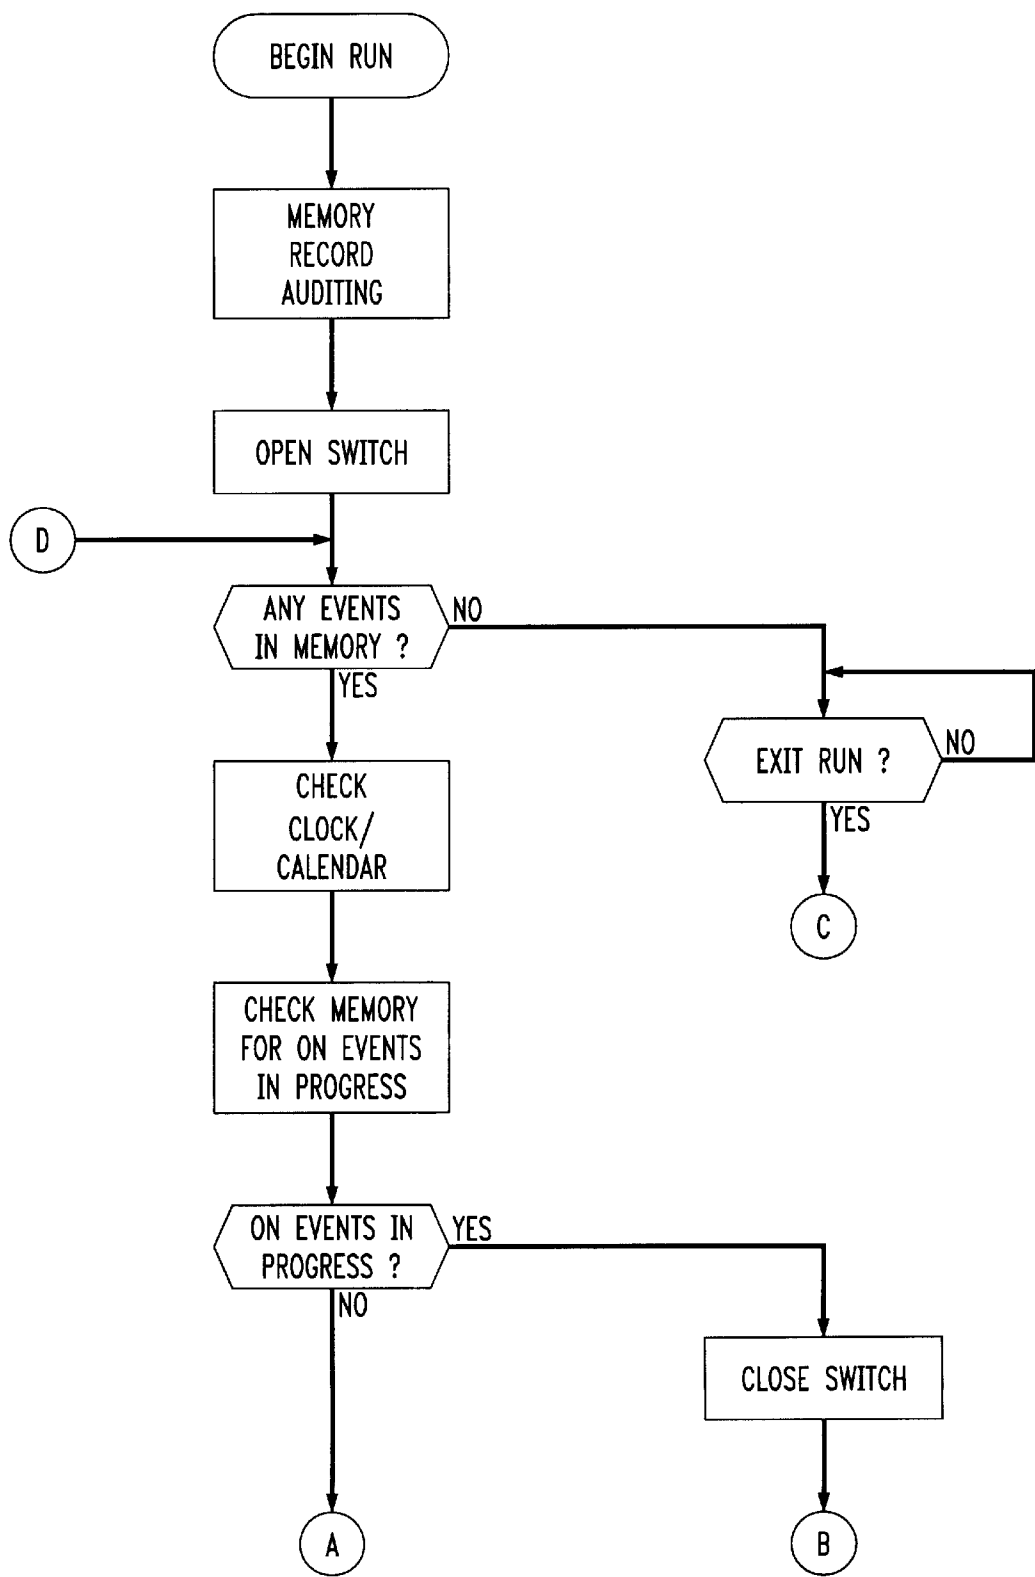 BEGIN RUN
MEMORY
RECORD
AUDITING
OPEN SWITCH
D
ANY EVENTS
IN MEMORY ?
NO
YES
EXIT RUN ?
NO
YES
CHECK
CLOCK/
CALENDAR
C
CHECK MEMORY
FOR ON EVENTS
IN PROGRESS
ON EVENTS IN
PROGRESS ?
YES
NO
CLOSE SWITCH
A
B